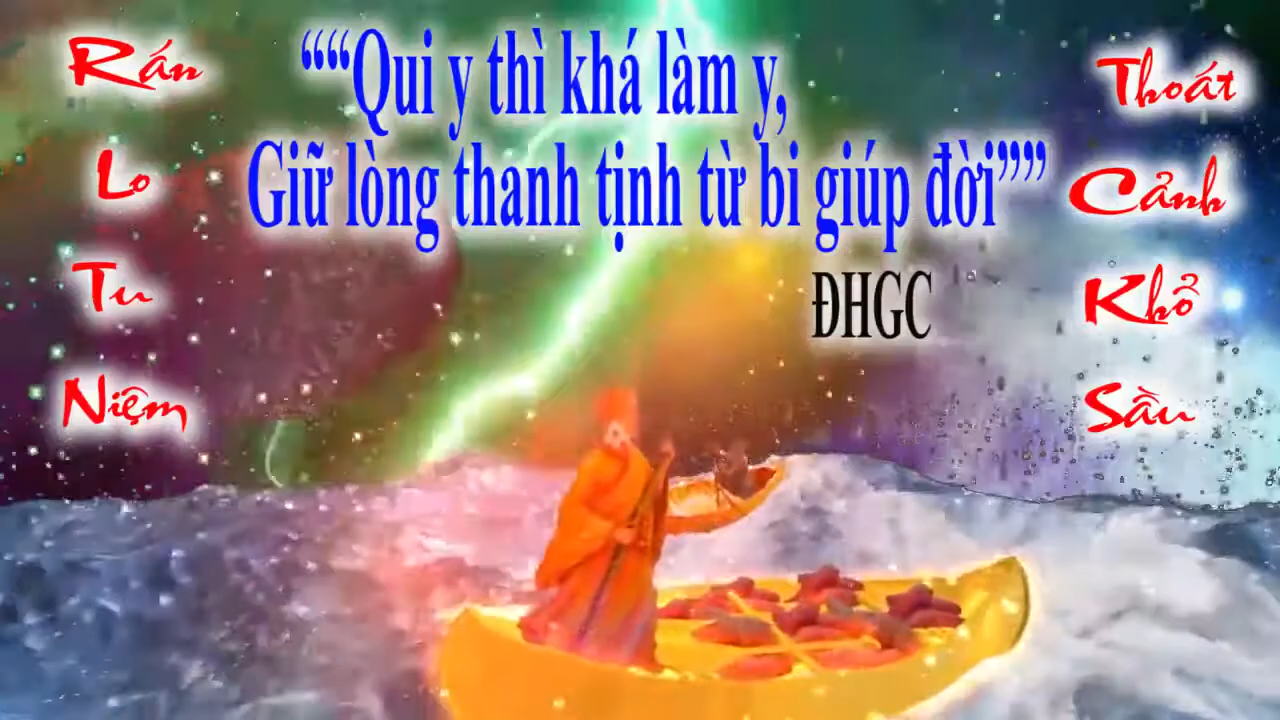 Rán
Lo
Tu
Niệm
““Qui y thì khá làm y,
Giữ lòng thanh tịnh từ bi giúp đời””
ĐHGC
Thoát
Cảnh
Khổ
Sầu